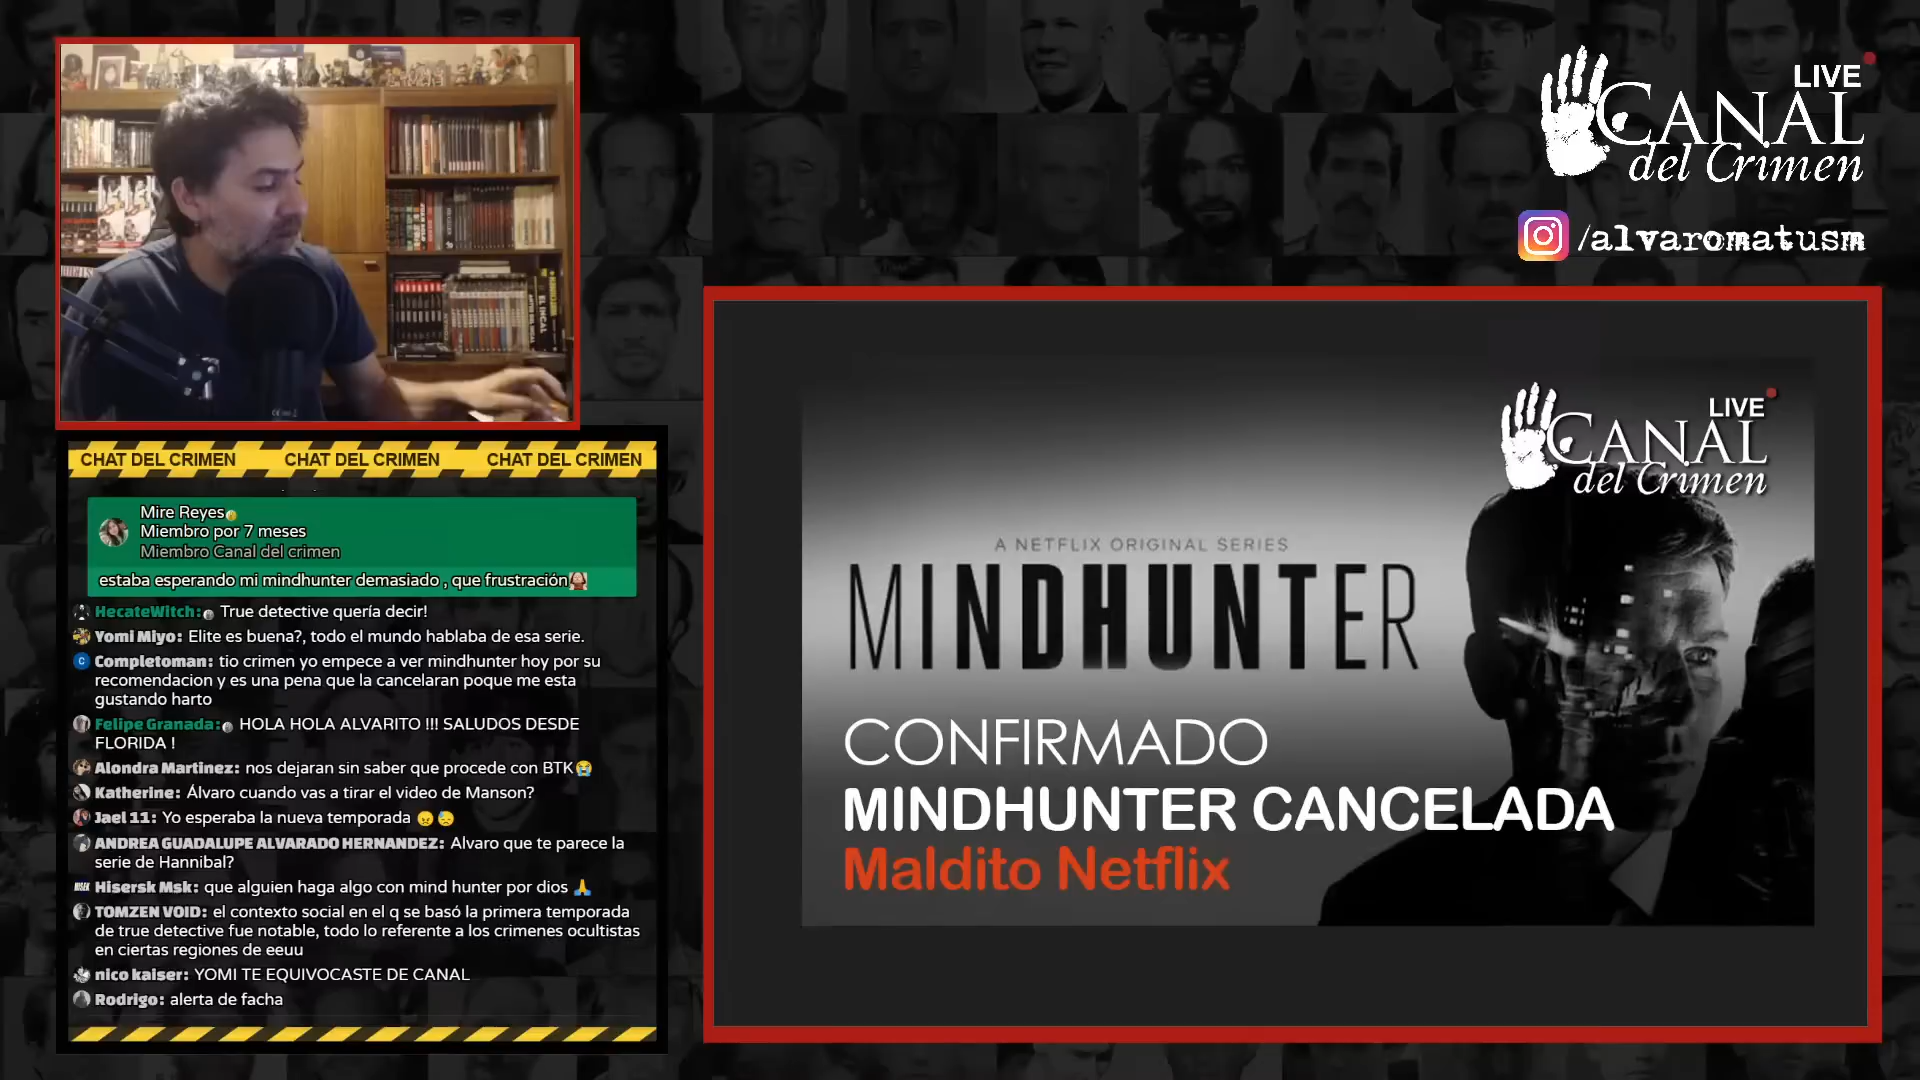 LIVE
CANAL
del Crimen
/alvaromatusm
CHAT DEL CRIMEN CHAT DEL CRIMEN CHAT DEL CRIMEN
Mire Reyes
Miembro por 7 meses
Miembro Canal del crimen
estaba esperando mi mindhunter demasiado , que frustración
HecateWitch: True detective quería decir!
Yomi Miyo: Elite es buena?, todo el mundo hablaba de esa serie.
Completoman: tio crimen yo empece a ver mindhunter hoy por su
recomendacion y es una pena que la cancelaran poque me esta
gustando harto
Felipe Granada: HOLA HOLA ALVARITO !!! SALUDOS DESDE
FLORIDA !
Alondra Martinez: nos dejaran sin saber que procede con BTK😭
Katherine: Álvaro cuando vas a tirar el video de Manson?
Jael 11: Yo esperaba la nueva temporada 😠😓
ANDREA GUADALUPE ALVARADO HERNANDEZ: Alvaro que te parece la
serie de Hannibal?
Hisersk Msk: que alguien haga algo con mind hunter por dios 🙏
TOMZEN VOID: el contexto social en el q se basó la primera temporada
de true detective fue notable, todo lo referente a los crimenes ocultistas
en ciertas regiones de eeuu
nico kaiser: YOMI TE EQUIVOCASTE DE CANAL
Rodrigo: alerta de facha
LIVE
CANAL
del Crimen
A NETFLIX ORIGINAL SERIES
MINDHUNTER
CONFIRMADO
MINDHUNTER CANCELADA
Maldito Netflix